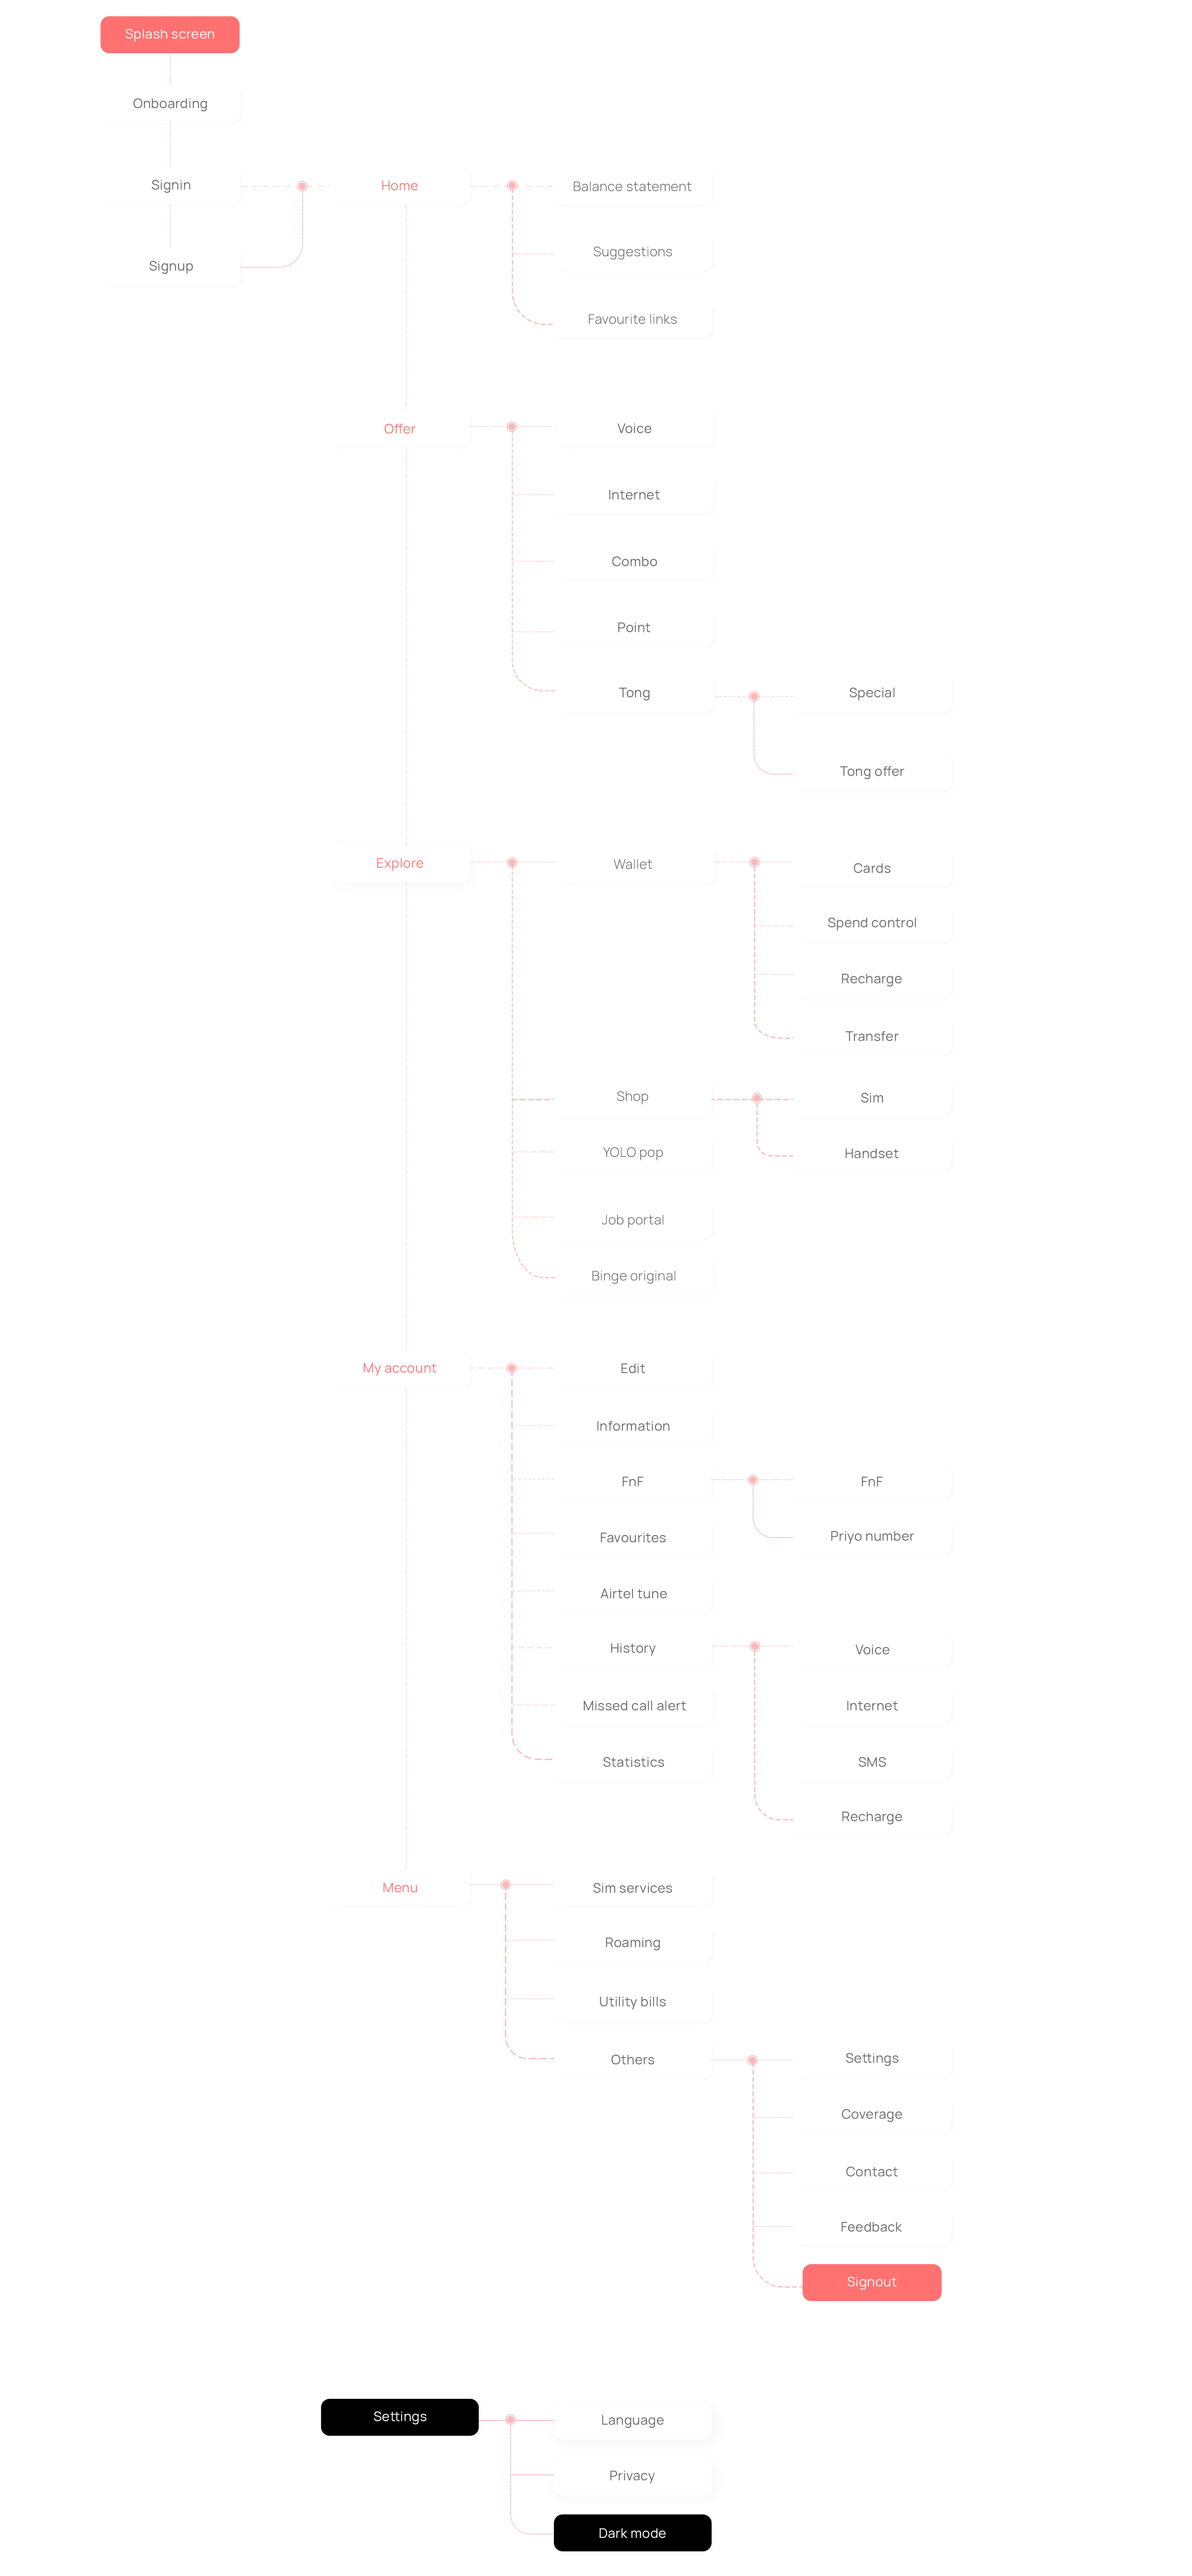 Splash screen
Onboarding
Signin
Signup
Home
Balance statement
Suggestions
Favourite links
Offer
Voice
Internet
Combo
Point
Tong
Special
Tong offer
Explore
Wallet
Cards
Spend control
Recharge
Transfer
Shop
Sim
Handset
YOLO pop
Job portal
Binge original
My account
Edit
Information
FnF
FnF
Priyo number
Favourites
Airtel tune
History
Voice
Internet
SMS
Recharge
Missed call alert
Statistics
Menu
Sim services
Roaming
Utility bills
Others
Settings
Coverage
Contact
Feedback
Signout
Settings
Language
Privacy
Dark mode